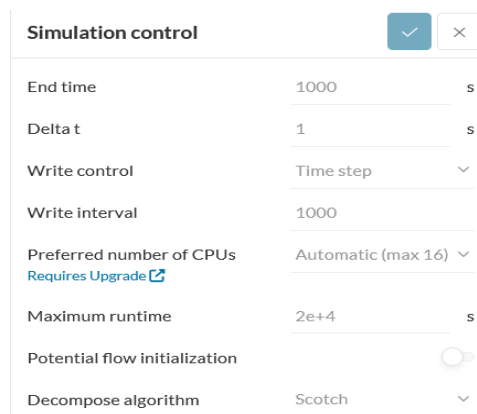 Simulation control
End time 1000 s
Delta t 1 s
Write control Time step
Write interval 1000
Preferred number of CPUs Automatic (max 16)
Requires Upgrade
Maximum runtime 2e+4 s
Potential flow initialization
Decompose algorithm Scotch